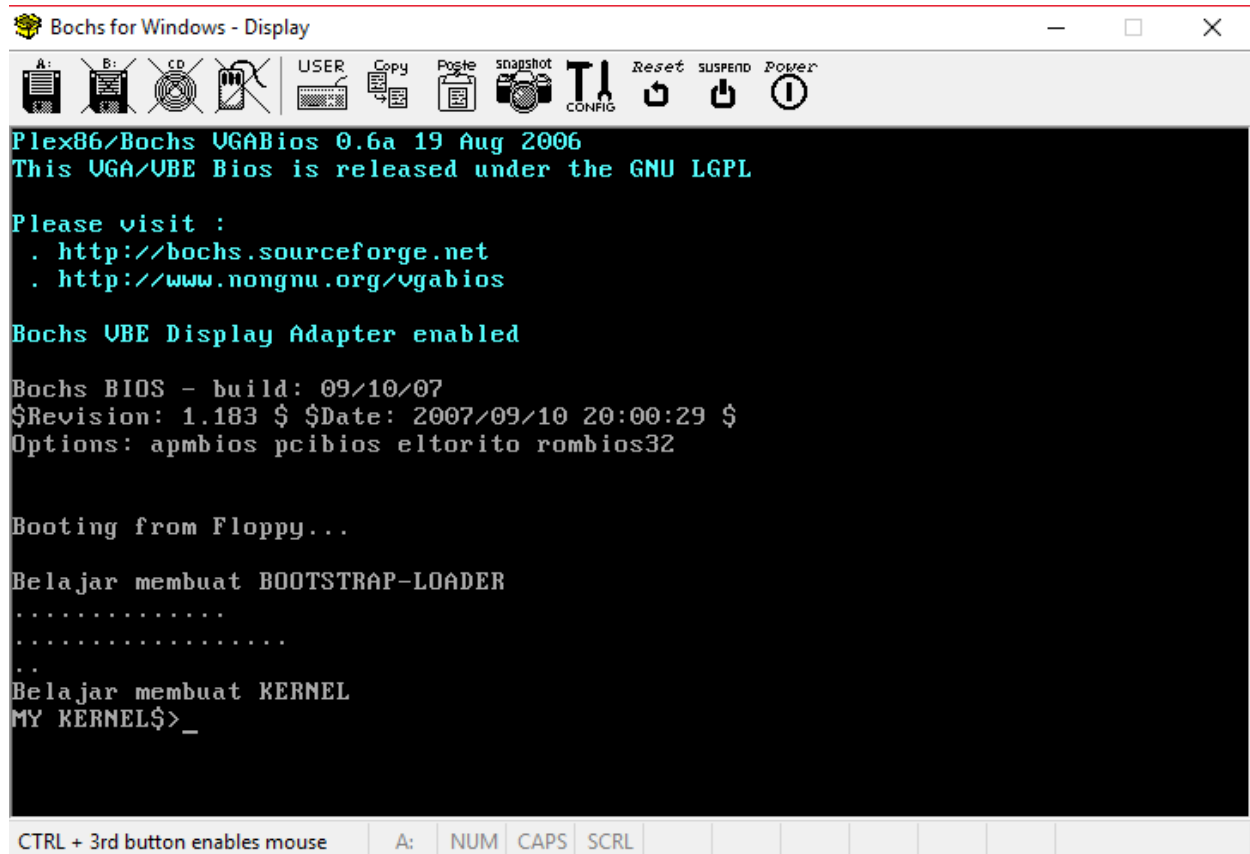 Bochs for Windows - Display
A: B: CD USER Copy Paste snapshot CONFIG Reset SUSPEND Power
Plex86/Bochs VGABios 0.6a 19 Aug 2006
This VGA/VBE Bios is released under the GNU LGPL
Please visit :
. http://bochs.sourceforge.net
. http://www.nongnu.org/vgabios
Bochs VBE Display Adapter enabled
Bochs BIOS - build: 09/10/07
$Revision: 1.183 $ $Date: 2007/09/10 20:00:29 $
Options: apmbios pcibios eltorito rombios32
Booting from Floppy...
Belajar membuat BOOTSTRAP-LOADER
..............
..................
..
Belajar membuat KERNEL
MY KERNEL$>_
CTRL + 3rd button enables mouse A: NUM CAPS SCRL